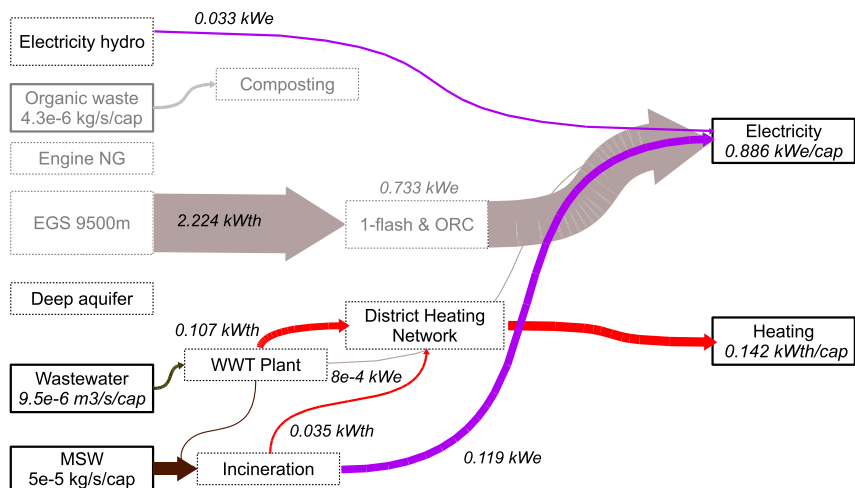 0.033 kWe
Electricity hydro
Composting
Organic waste
4.3e-6 kg/s/cap
Electricity
0.886 kWe/cap
Engine NG
0.733 kWe
EGS 9500m
2.224 kWth
1-flash & ORC
Deep aquifer
District Heating
Network
0.107 kWth
Heating
0.142 kWth/cap
WWT Plant
8e-4 kWe
Wastewater
9.5e-6 m3/s/cap
0.035 kWth
MSW
5e-5 kg/s/cap
Incineration
0.119 kWe